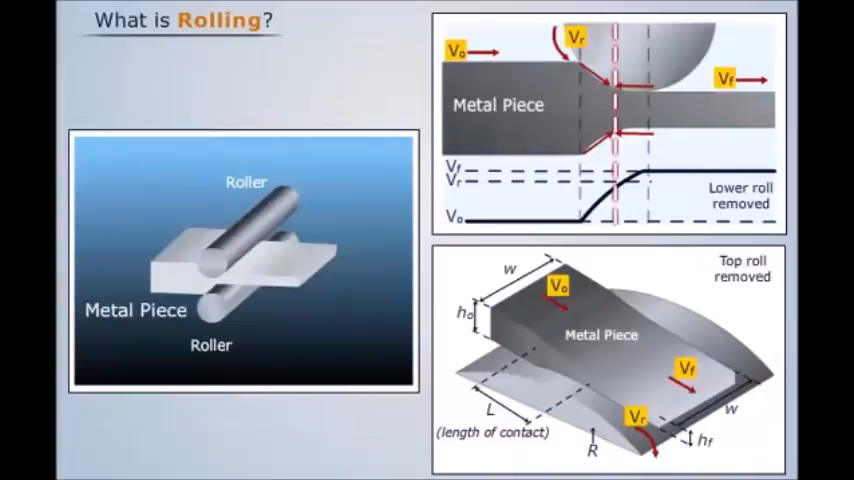 What is Rolling?
Roller
Metal Piece
Roller
Vr
Vo
Vf
Metal Piece
Vf
Vr
Vo
Lower roll
removed
Top roll
removed
w
Vo
ho
Metal Piece
Vf
w
L
(length of contact)
Vr
R
hf